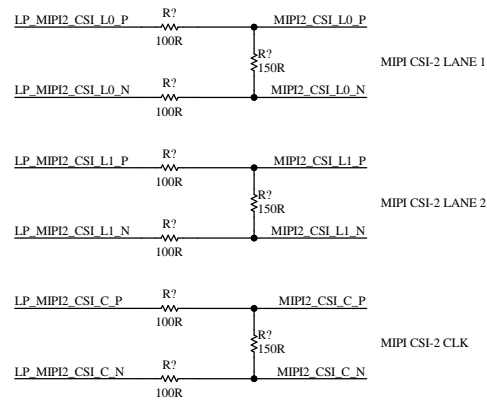 LP_MIPI2_CSI_L0_P
R?
100R
MIPI2_CSI_L0_P
R?
150R
MIPI CSI-2 LANE 1
LP_MIPI2_CSI_L0_N
R?
100R
MIPI2_CSI_L0_N
LP_MIPI2_CSI_L1_P
R?
100R
MIPI2_CSI_L1_P
R?
150R
MIPI CSI-2 LANE 2
LP_MIPI2_CSI_L1_N
R?
100R
MIPI2_CSI_L1_N
LP_MIPI2_CSI_C_P
R?
100R
MIPI2_CSI_C_P
R?
150R
MIPI CSI-2 CLK
LP_MIPI2_CSI_C_N
R?
100R
MIPI2_CSI_C_N